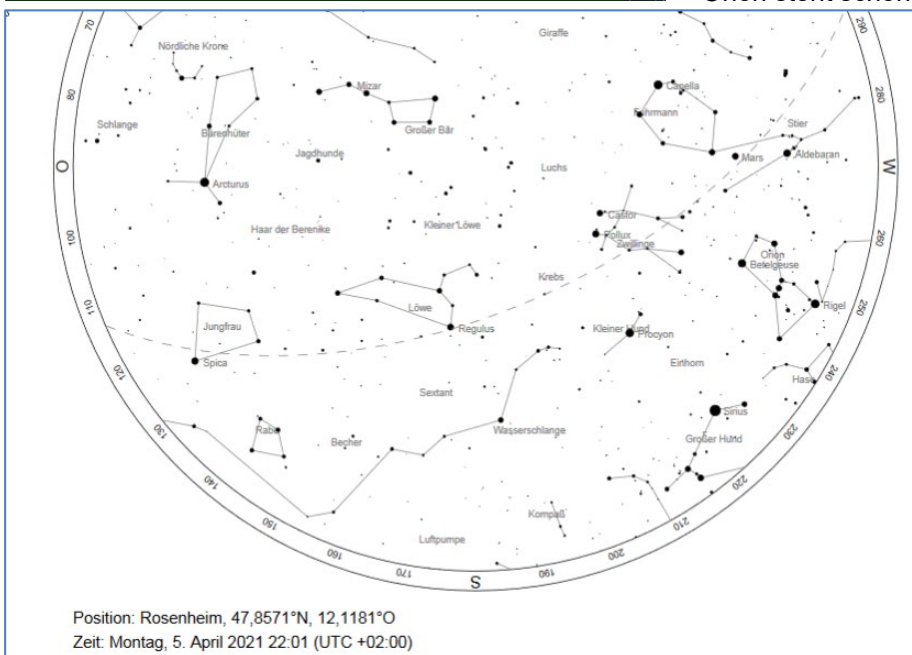 Orion steht schön
Giraffe
Nördliche Krone
Mizar
Capella
Fuhrmann
Schlange
Bärenhüter
Großer Bär
Stier
Jagdhunde
Luchs
Mars
Aldebaran
Arcturus
Castor
Haar der Berenike
Kleiner Löwe
Pollux
Zwillinge
Orion
Betelgeuse
Krebs
Löwe
Rigel
Jungfrau
Regulus
Kleiner Hund
Procyon
Spica
Einhorn
Hase
Sextant
Sirius
Rabe
Becher
Wasserschlange
Großer Hund
Kompaß
Luftpumpe
70
80
O
100
110
120
130
140
150
160
170
S
190
200
210
220
230
240
250
260
W
280
290
Position: Rosenheim, 47,8571°N, 12,1181°O
Zeit: Montag, 5. April 2021 22:01 (UTC +02:00)